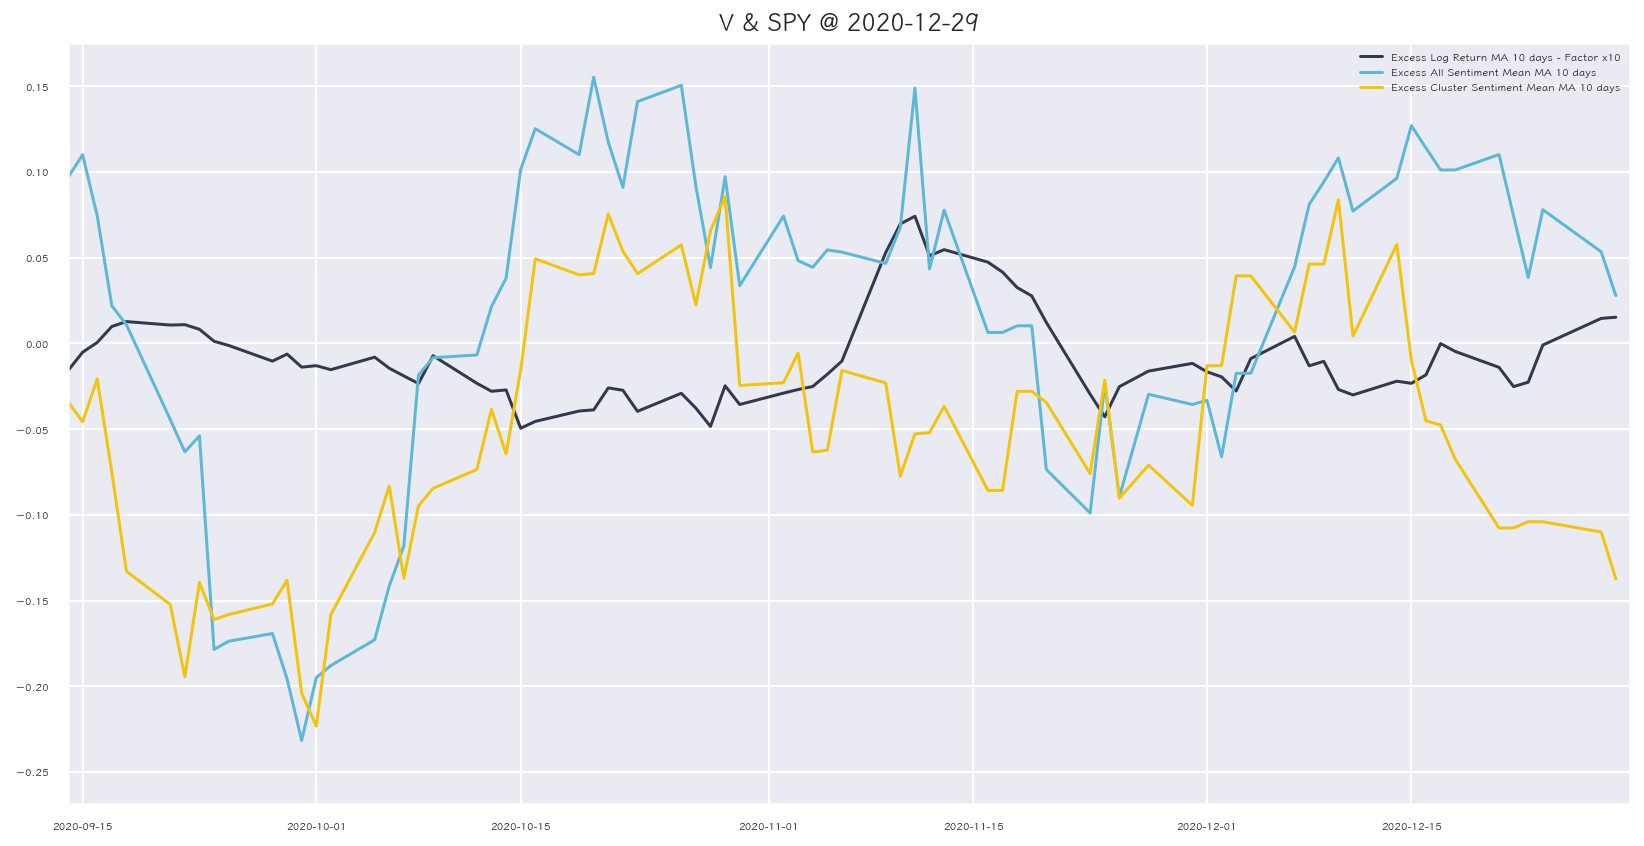 V & SPY @ 2020-12-29
Excess Log Return MA 10 days - Factor x10
Excess All Sentiment Mean MA 10 days
Excess Cluster Sentiment Mean MA 10 days
0.15
0.10
0.05
0.00
−0.05
−0.10
−0.15
−0.20
−0.25
2020-09-15 2020-10-01 2020-10-15 2020-11-01 2020-11-15 2020-12-01 2020-12-15